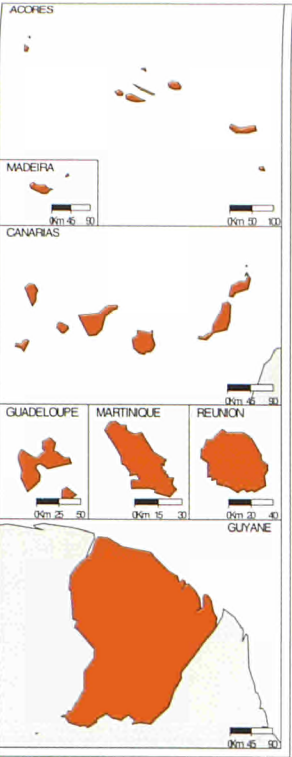 ACORES
MADEIRA
0Km 45 90
0Km 50 100
CANARIAS
0Km 45 90
GUADELOUPE
0Km 25 50
MARTINIQUE
0Km 15 30
REUNION
0Km 20 40
GUYANE
0Km 45 90